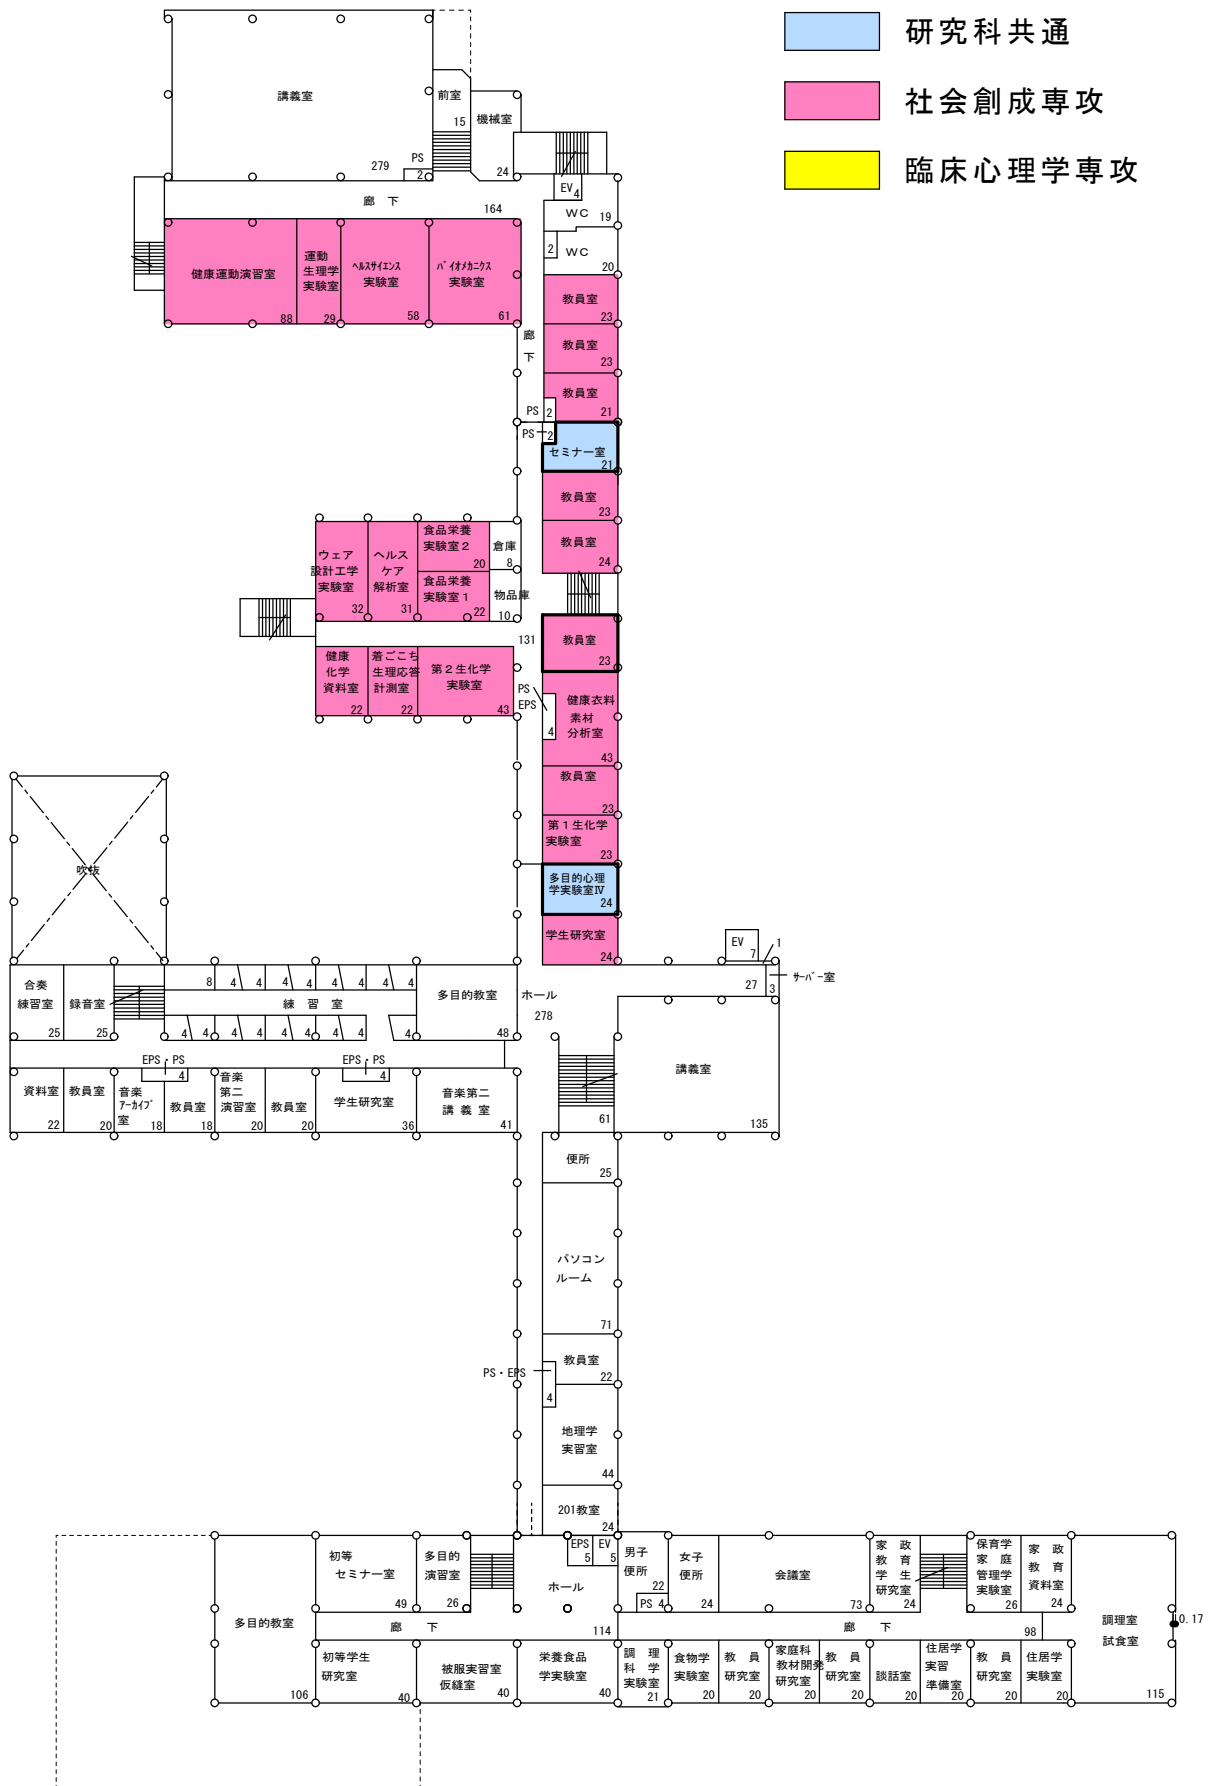 研究科共通
社会創成専攻
臨床心理学専攻
講義室
279
前室
15
機械室
24
PS
2
廊 下
164
EV
4
WC
19
2
WC
20
健康運動演習室
88
運動
生理学
実験室
29
ヘルスサイエンス
実験室
58
バイオメカニクス
実験室
61
廊
下
教員室
23
教員室
23
教員室
21
PS
2
PS
2
セミナー室
21
教員室
23
教員室
24
ウェア
設計工学
実験室
32
ヘルス
ケア
解析室
31
食品栄養
実験室2
20
食品栄養
実験室1
22
倉庫
8
物品庫
10
131
教員室
23
健康
化学
資料室
22
着ごこち
生理応答
計測室
22
第2生化学
実験室
43
PS
EPS
4
健康衣料
素材
分析室
43
教員室
23
第1生化学
実験室
23
多目的心理
学実験室Ⅳ
24
学生研究室
24
吹抜
EV
7
1
サーバー室
27
3
合奏
練習室
25
録音室
25
8
4
4
4
4
4
4
4
4
練 習 室
4
4
4
4
4
4
4
4
多目的教室
48
ホール
278
講義室
135
61
EPS・PS
4
EPS・PS
4
資料室
22
教員室
20
音楽
アーカイブ
室
18
教員室
18
音楽
第二
演習室
20
教員室
20
学生研究室
36
音楽第二
講 義 室
41
便所
25
パソコン
ルーム
71
教員室
22
PS・EPS
4
地理学
実習室
44
201教室
24
多目的教室
106
初等
セミナー室
49
多目的
演習室
26
EPS
5
EV
5
ホール
男子
便所
22
PS 4
女子
便所
24
会議室
73
家 政
教 育
学 生
研究室
24
保育学
家 庭
管理学
実験室
26
家 政
教 育
資料室
24
調理室
試食室
115
0.17
廊 下
114
廊 下
98
初等学生
研究室
40
被服実習室
仮縫室
40
栄養食品
学実験室
40
調 理
科 学
実験室
21
食物学
実験室
20
教 員
研究室
20
家庭科
教材開発
研究室
20
教 員
研究室
20
談話室
20
住居学
実習
準備室
20
教 員
研究室
20
住居学
実験室
20